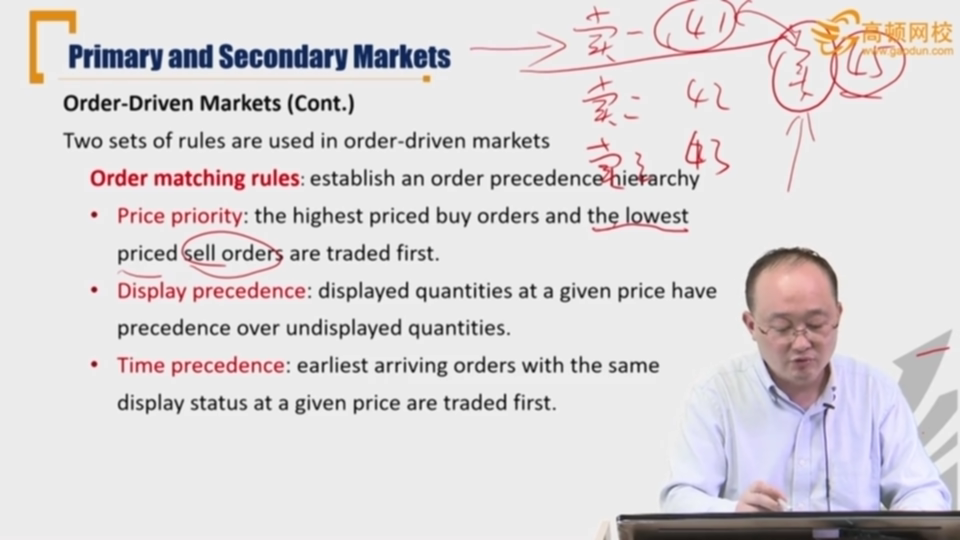 Primary and Secondary Markets
卖一 41
高顿网校
www.gaodun.com
买 45
卖二 42
卖三 43
Order-Driven Markets (Cont.)
Two sets of rules are used in order-driven markets
Order matching rules: establish an order precedence hierarchy
• Price priority: the highest priced buy orders and the lowest
priced sell orders are traded first.
• Display precedence: displayed quantities at a given price have
precedence over undisplayed quantities.
• Time precedence: earliest arriving orders with the same
display status at a given price are traded first.